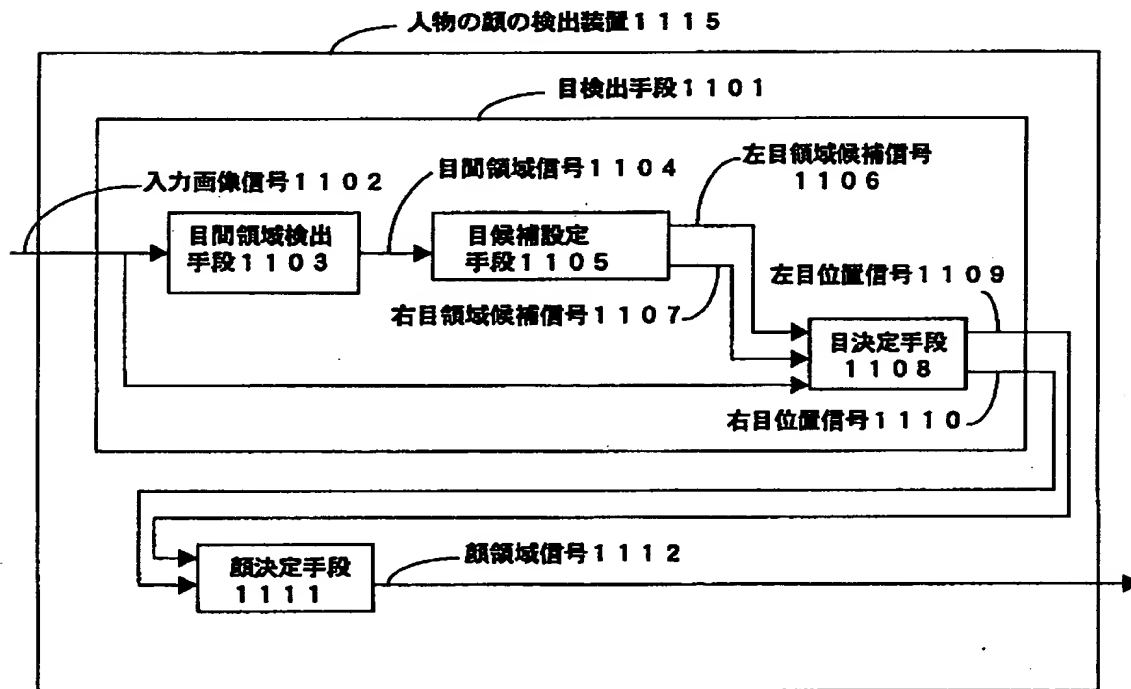 人物の顔の検出装置１１１５
目検出手段１１０１
左目領域候補信号
１１０６
目間領域信号１１０４
入力画像信号１１０２
目間領域検出
手段１１０３
目候補設定
手段１１０５
左目位置信号１１０９
右目領域候補信号１１０７
目決定手段
１１０８
右目位置信号１１１０
顔領域信号１１１２
顔決定手段
１１１１